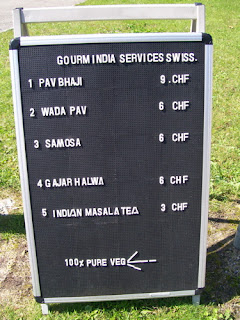 GOURM INDIA SERVICES SWISS.
1 PAV BHAJI 9.CHF
2 WADA PAV 6 CHF
3 SAMOSA 6 CHF
4 GAJAR HALWA 6 CHF
5 INDIAN MASALA TEA 3 CHF
100% PURE VEG